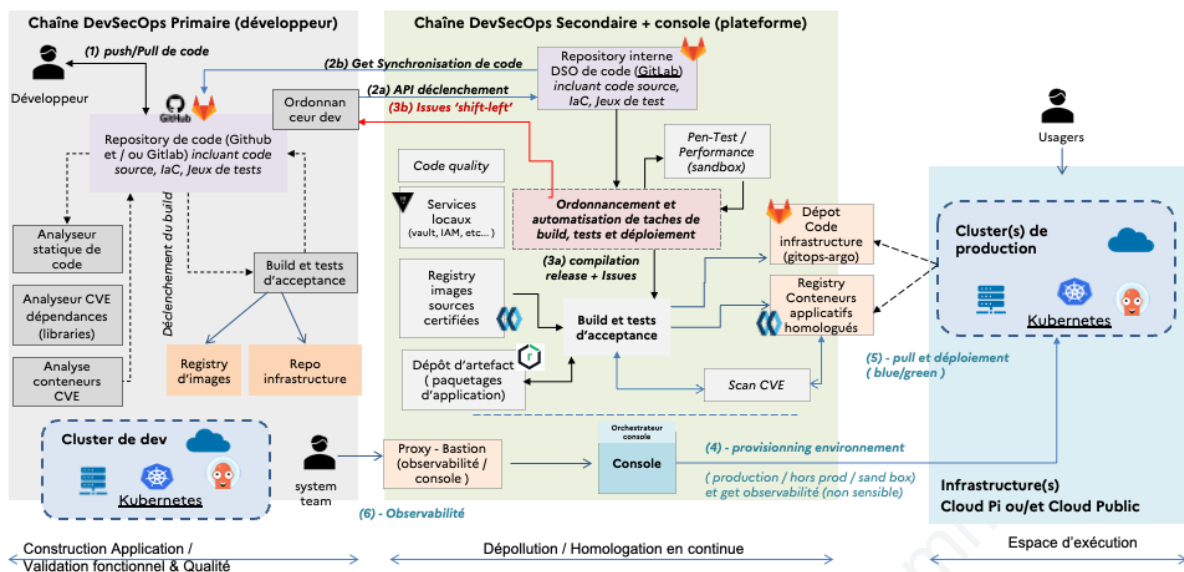 Chaîne DevSecOps Primaire (développeur)
(1) push/Pull de code
Développeur
GitHub
Ordonnan
ceur dev
Repository de code (Github
et / ou Gitlab) incluant code
source, IaC, Jeux de tests
Analyseur
statique de
code
Analyseur CVE
dépendances
(libraries)
Analyse
conteneurs
CVE
Déclenchement du build
Build et tests
d'acceptance
Registry
d'images
Repo
infrastructure
Cluster de dev
Kubernetes
system
team
Chaîne DevSecOps Secondaire + console (plateforme)
(2b) Get Synchronisation de code
(2a) API déclenchement
(3b) Issues 'shift-left'
Repository interne
DSO de code (GitLab)
incluant code source,
IaC, Jeux de test
Code quality
Pen-Test /
Performance
(sandbox)
Services
locaux
(vault, IAM, etc... )
Ordonnancement et
automatisation de taches de
build, tests et déploiement
Dépot
Code
infrastructure
(gitops-argo)
(3a) compilation
release + Issues
Registry
images
sources
certifiées
Build et tests
d'acceptance
Registry
Conteneurs
applicatifs
homologués
r
Dépôt d'artefact
( paquetages
d'application)
Scan CVE
Proxy - Bastion
(observabilité /
console )
Orchestrateur
console
Console
(4) - provisionning environnement
( production / hors prod / sand box)
et get observabilité (non sensible)
(6) - Observabilité
Usagers
Cluster(s) de
production
Kubernetes
(5) - pull et déploiement
( blue/green )
Infrastructure(s)
Cloud Pi ou/et Cloud Public
Construction Application /
Validation fonctionnel & Qualité
Dépollution / Homologation en continue
Espace d'exécution